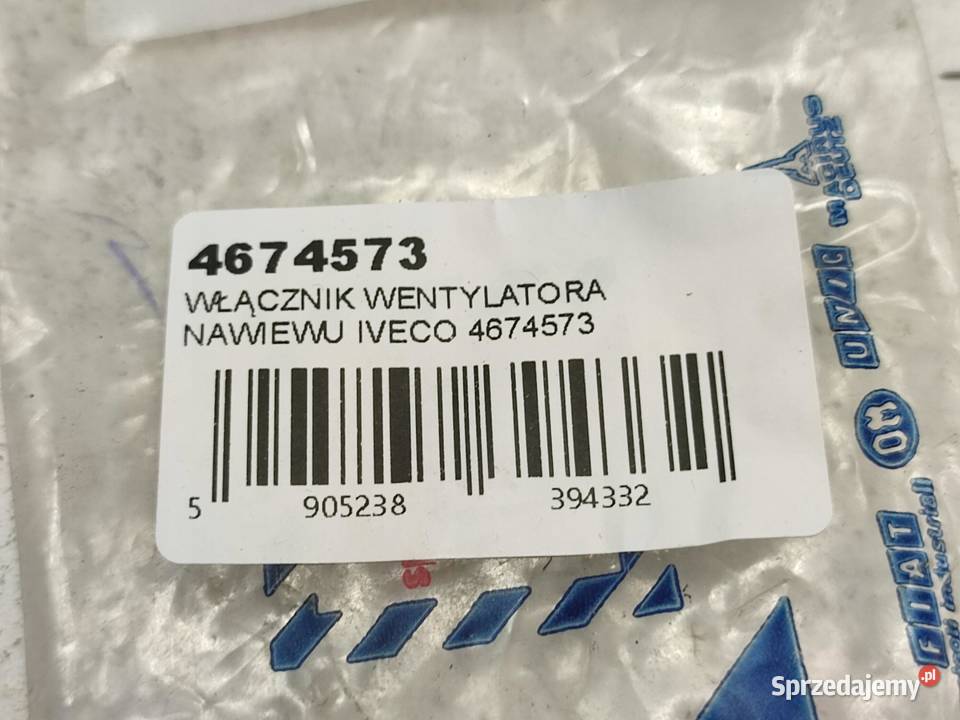 4674573
WŁĄCZNIK WENTYLATORA
NAWIEWU IVECO 4674573
5 905238 394332
MAGIRUS
DEUTZ
UNIC
OM
FIAT
Sprzedajemy.pl